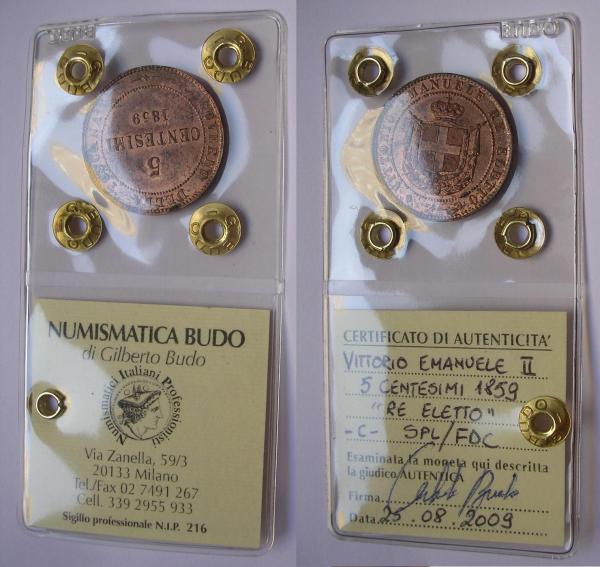 BUDO
5
CENTESIMI
1859
NUMISMATICA BUDO
di Gilberto Budo
Numismatici Italiani Professionisti
Via Zanella, 59/3
20133 Milano
Tel./Fax 02 7491 267
Cell. 339 2955 933
Sigillo professionale N.I.P. 216
BUDO
CERTIFICATO DI AUTENTICITA'
VITTORIO EMANUELE II
5 CENTESIMI 1859
"RE ELETTO"
-C- SPL/FDC
Esaminata la moneta qui descritta
la giudico AUTENTICA
Firma
Data 25.08.2009